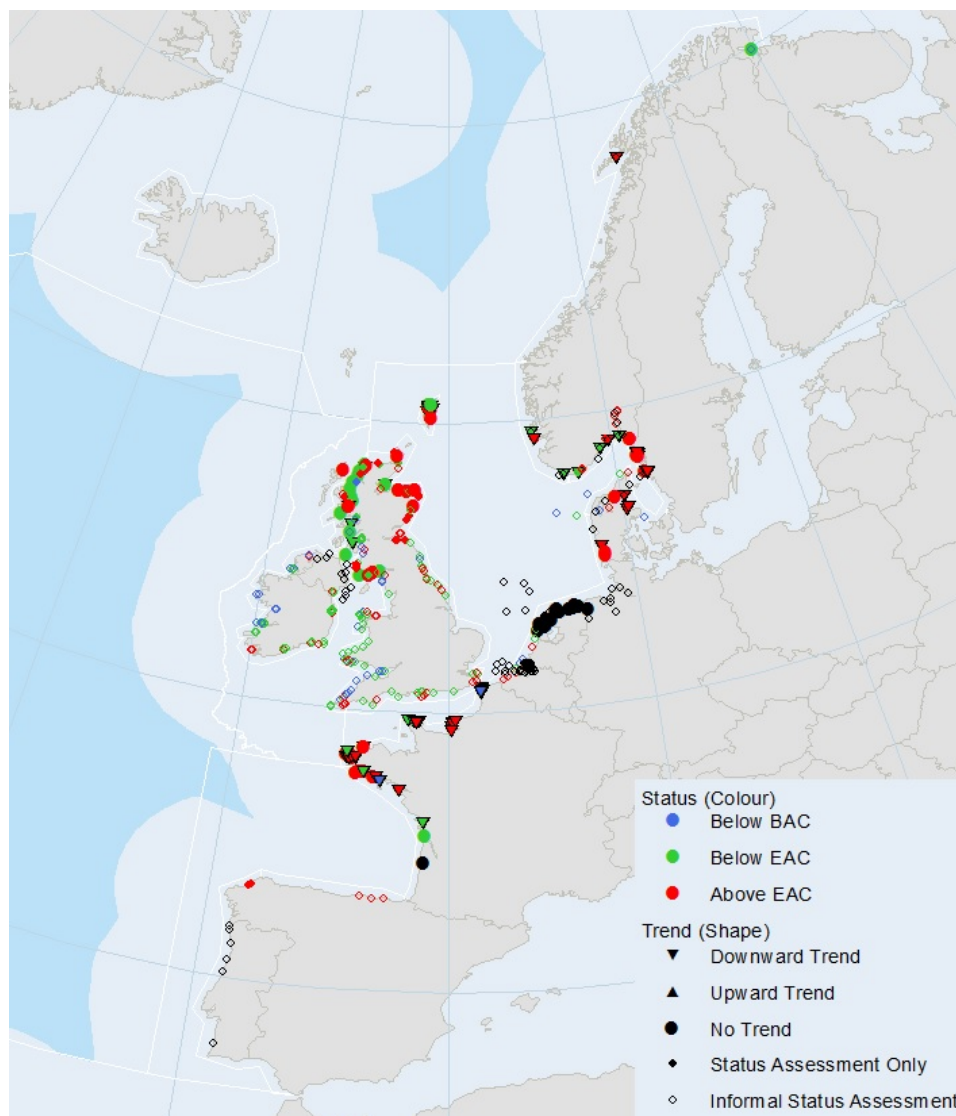 Status (Colour)
Below BAC
Below EAC
Above EAC
Trend (Shape)
Downward Trend
Upward Trend
No Trend
Status Assessment Only
Informal Status Assessment